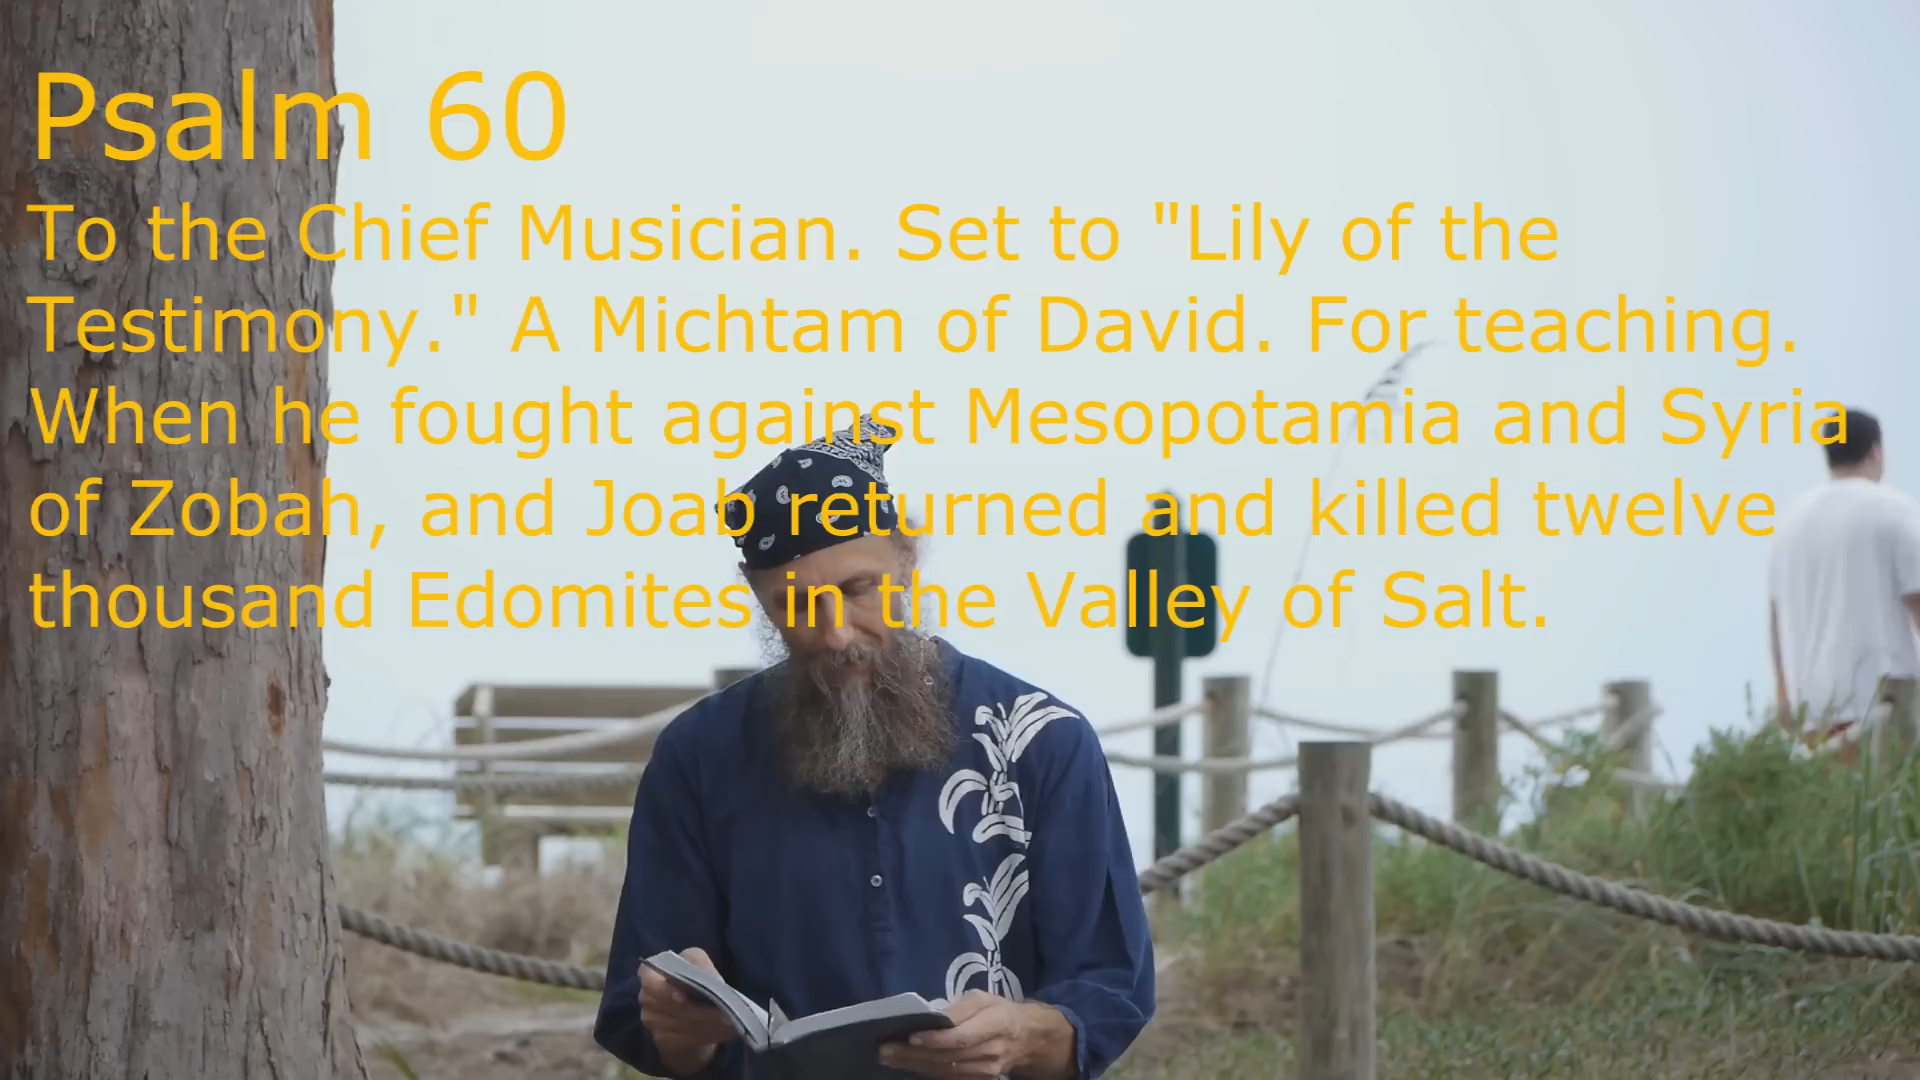 Psalm 60
To the Chief Musician. Set to "Lily of the
Testimony." A Michtam of David. For teaching.
When he fought against Mesopotamia and Syria
of Zobah, and Joab returned and killed twelve
thousand Edomites in the Valley of Salt.